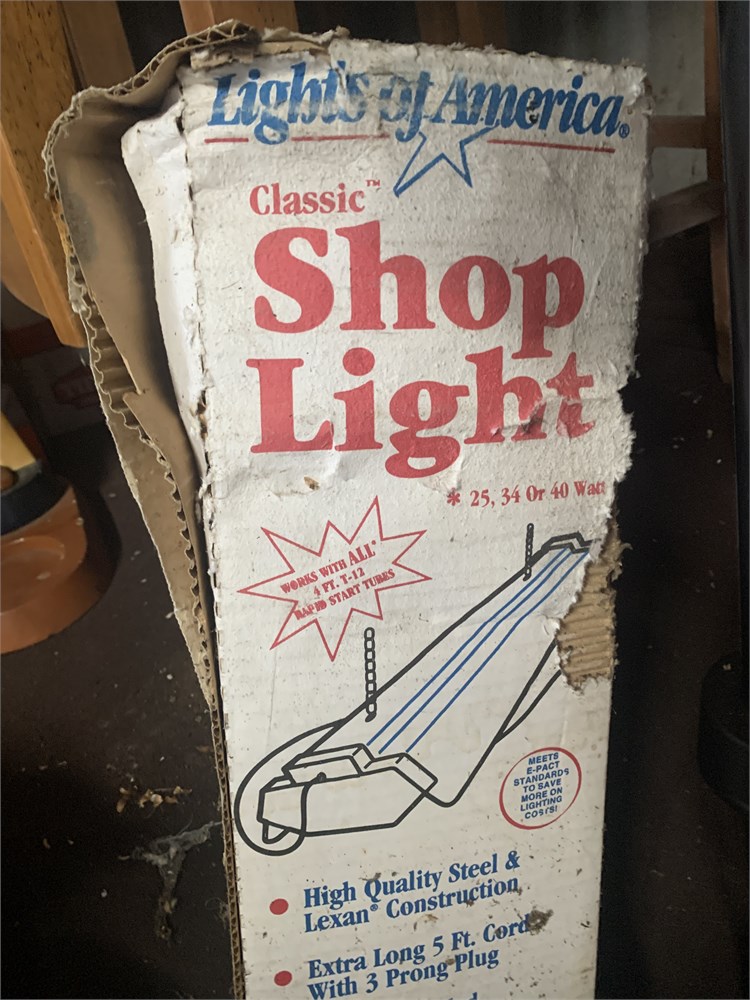 Lights of America®
Classic™
Shop
Light
* 25, 34 Or 40 Watt
WORKS WITH ALL*
4 FT. T-12
RAPID START TUBES
MEETS
E-PACT
STANDARDS
TO SAVE
MORE ON
LIGHTING
COSTS!
High Quality Steel &
Lexan® Construction
Extra Long 5 Ft. Cord
With 3 Prong Plug